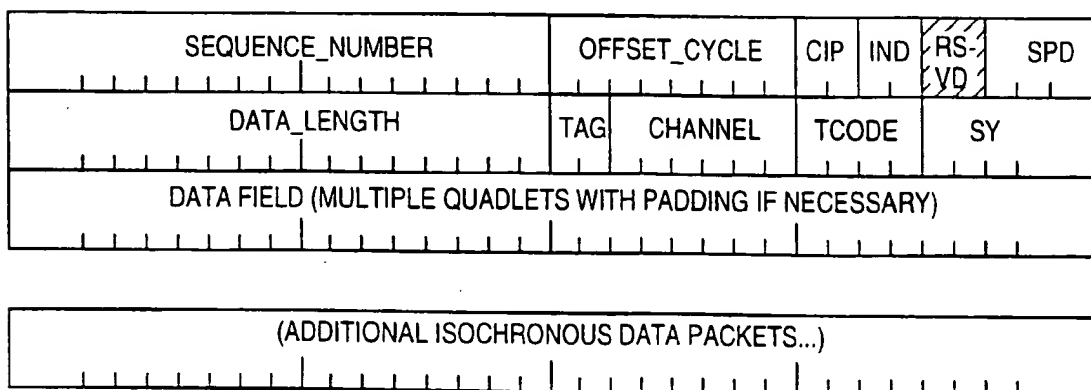 SEQUENCE_NUMBER OFFSET_CYCLE CIP IND RS-VD SPD
DATA_LENGTH TAG CHANNEL TCODE SY
DATA FIELD (MULTIPLE QUADLETS WITH PADDING IF NECESSARY)
(ADDITIONAL ISOCHRONOUS DATA PACKETS...)